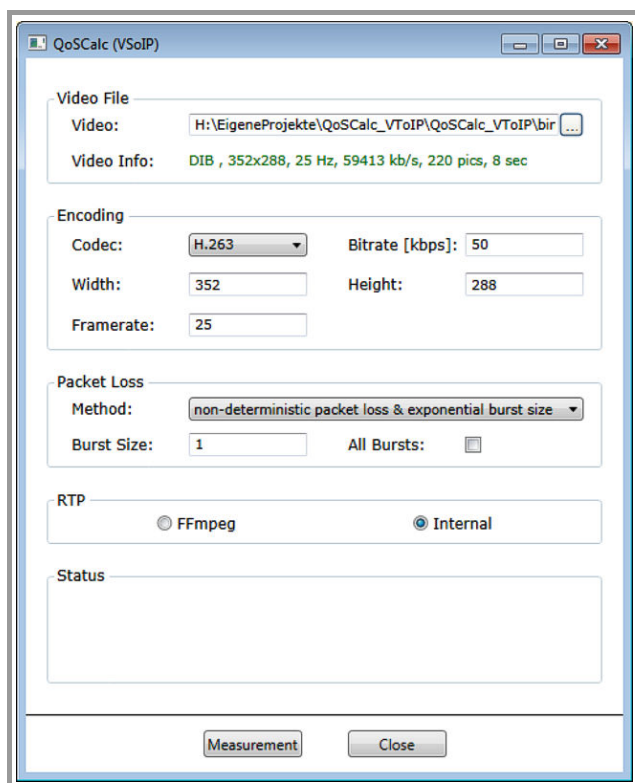 QoSCalc (VSoIP)
Video File
Video: H:\EigeneProjekte\QoSCalc_VToIP\QoSCalc_VToIP\bir ...
Video Info: DIB , 352x288, 25 Hz, 59413 kb/s, 220 pics, 8 sec
Encoding
Codec: H.263 Bitrate [kbps]: 50
Width: 352 Height: 288
Framerate: 25
Packet Loss
Method: non-deterministic packet loss & exponential burst size
Burst Size: 1 All Bursts:
RTP
FFmpeg Internal
Status
Measurement Close